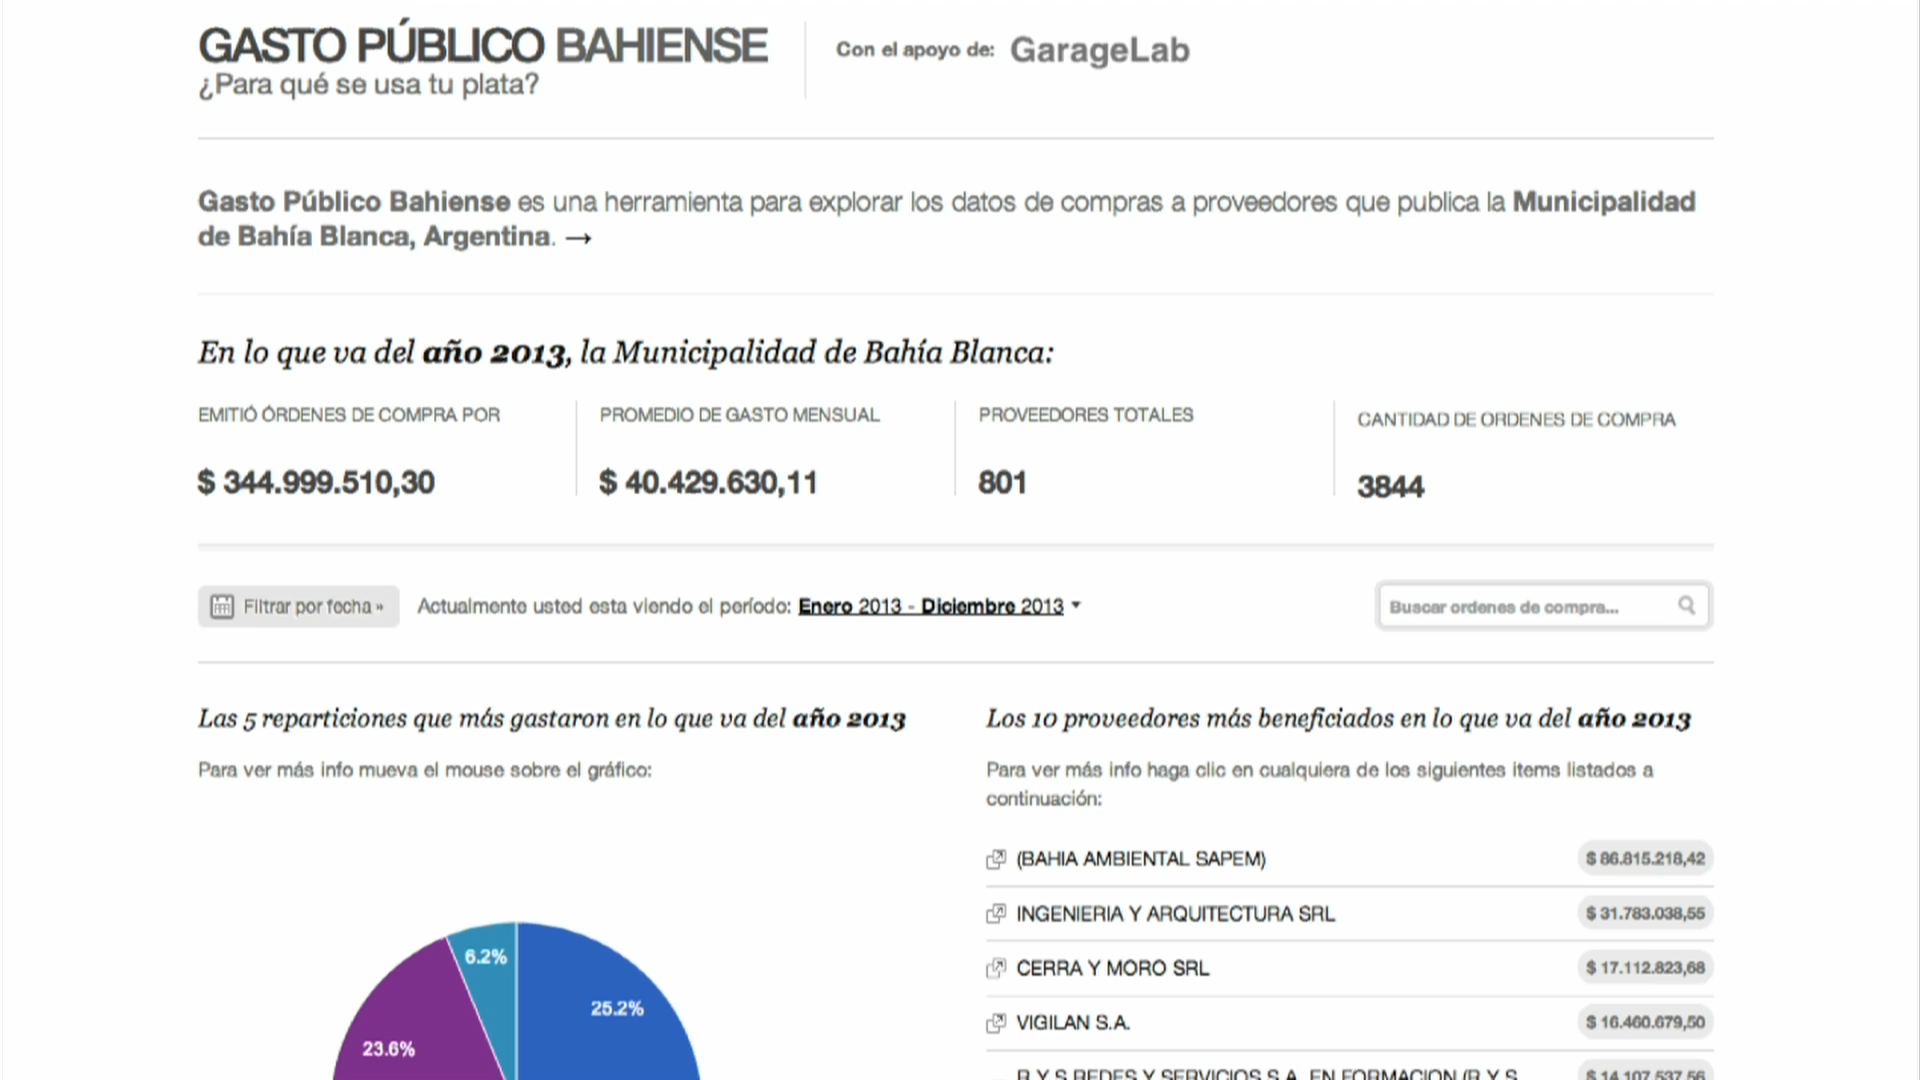 GASTO PÚBLICO BAHIENSE
¿Para qué se usa tu plata?
Con el apoyo de: GarageLab
Gasto Público Bahiense es una herramienta para explorar los datos de compras a proveedores que publica la Municipalidad
de Bahía Blanca, Argentina. →
En lo que va del año 2013, la Municipalidad de Bahía Blanca:
EMITIÓ ÓRDENES DE COMPRA POR
$ 344.999.510,30
PROMEDIO DE GASTO MENSUAL
$ 40.429.630,11
PROVEEDORES TOTALES
801
CANTIDAD DE ORDENES DE COMPRA
3844
Filtrar por fecha »
Actualmente usted esta viendo el período: Enero 2013 - Diciembre 2013
Buscar ordenes de compra...
Las 5 reparticiones que más gastaron en lo que va del año 2013
Para ver más info mueva el mouse sobre el gráfico:
6.2%
25.2%
23.6%
Los 10 proveedores más beneficiados en lo que va del año 2013
Para ver más info haga clic en cualquiera de los siguientes items listados a
continuación:
(BAHIA AMBIENTAL SAPEM) $ 86.815.218,42
INGENIERIA Y ARQUITECTURA SRL $ 31.783.038,55
CERRA Y MORO SRL $ 17.112.823,68
VIGILAN S.A. $ 16.460.679,50
R Y S REDES Y SERVICIOS S.A. EN FORMACION (R Y S $ 14.107.537,56